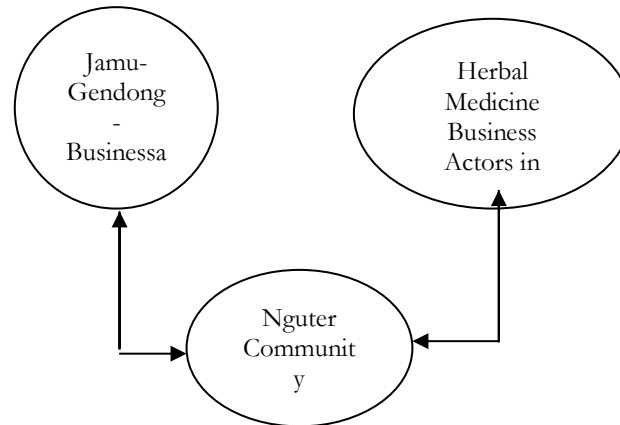 Jamu-
Gendong
-
Businessa
Herbal
Medicine
Business
Actors in
Nguter
Communit
y